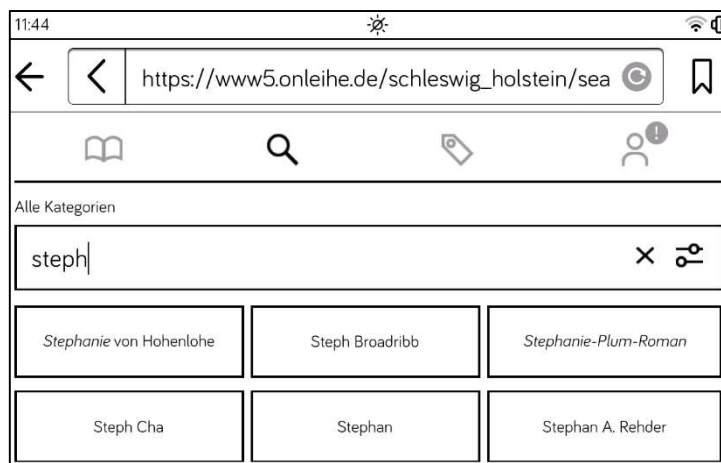 11:44
https://www5.onleihe.de/schleswig_holstein/sea
!
Alle Kategorien
steph
Stephanie von Hohenlohe Steph Broadribb Stephanie-Plum-Roman
Steph Cha Stephan Stephan A. Rehder